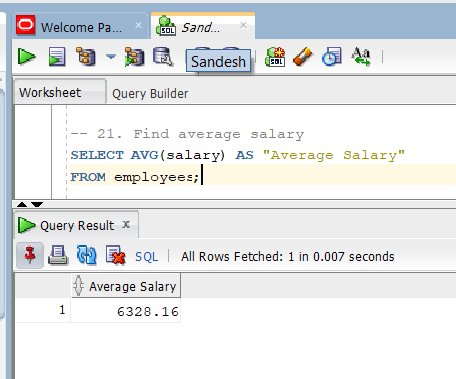 Welcome Pa... Sand...
Sandesh
Worksheet Query Builder
-- 21. Find average salary
SELECT AVG(salary) AS "Average Salary"
FROM employees;
Query Result x
SQL All Rows Fetched: 1 in 0.007 seconds
Average Salary
1 6328.16